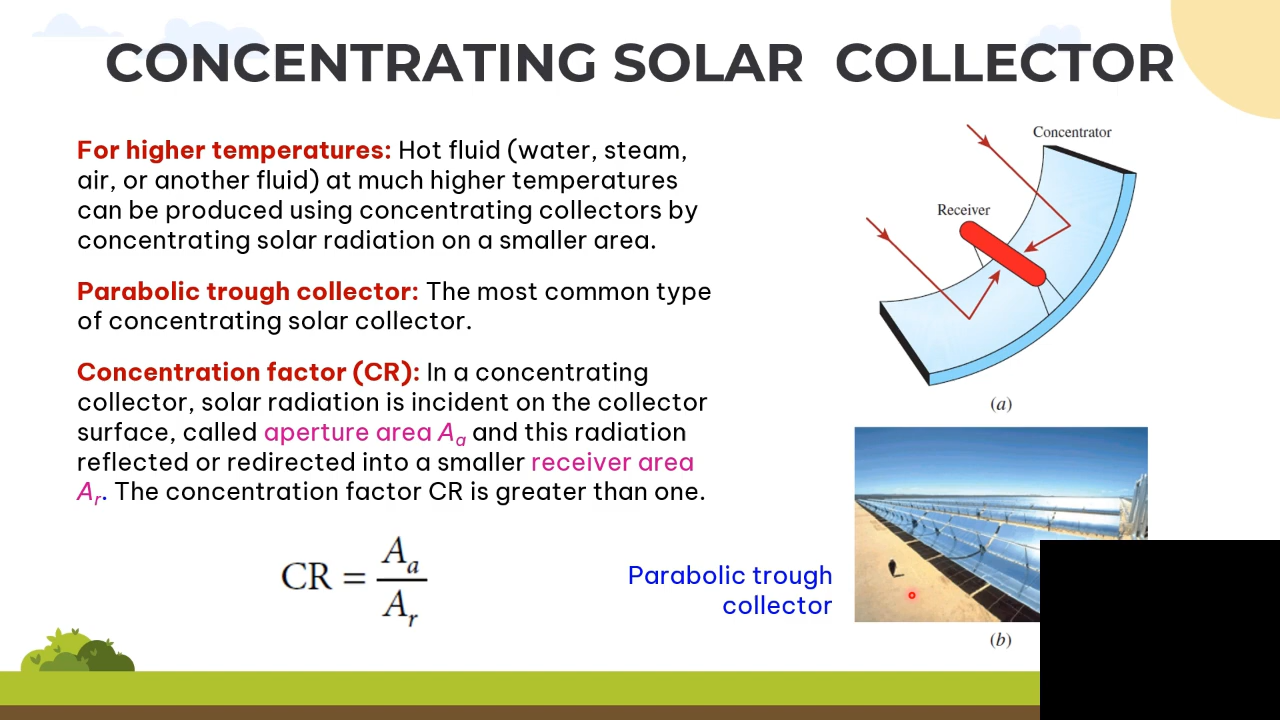 CONCENTRATING SOLAR COLLECTOR
For higher temperatures: Hot fluid (water, steam,
air, or another fluid) at much higher temperatures
can be produced using concentrating collectors by
concentrating solar radiation on a smaller area.
Parabolic trough collector: The most common type
of concentrating solar collector.
Concentration factor (CR): In a concentrating
collector, solar radiation is incident on the collector
surface, called aperture area Aa and this radiation
reflected or redirected into a smaller receiver area
Ar. The concentration factor CR is greater than one.
CR = Aa / Ar
Concentrator
Receiver
(a)
Parabolic trough
collector
(b)